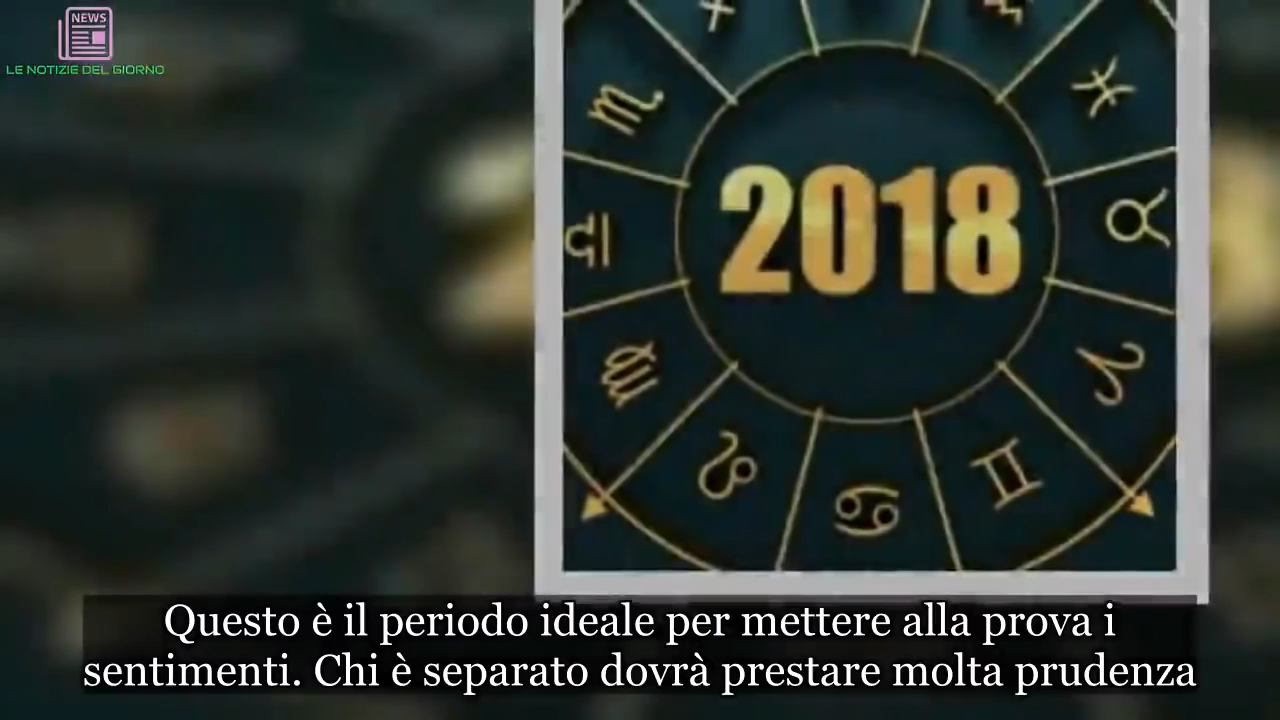 NEWS
LE NOTIZIE DEL GIORNO
2018
Questo è il periodo ideale per mettere alla prova i
sentimenti. Chi è separato dovrà prestare molta prudenza